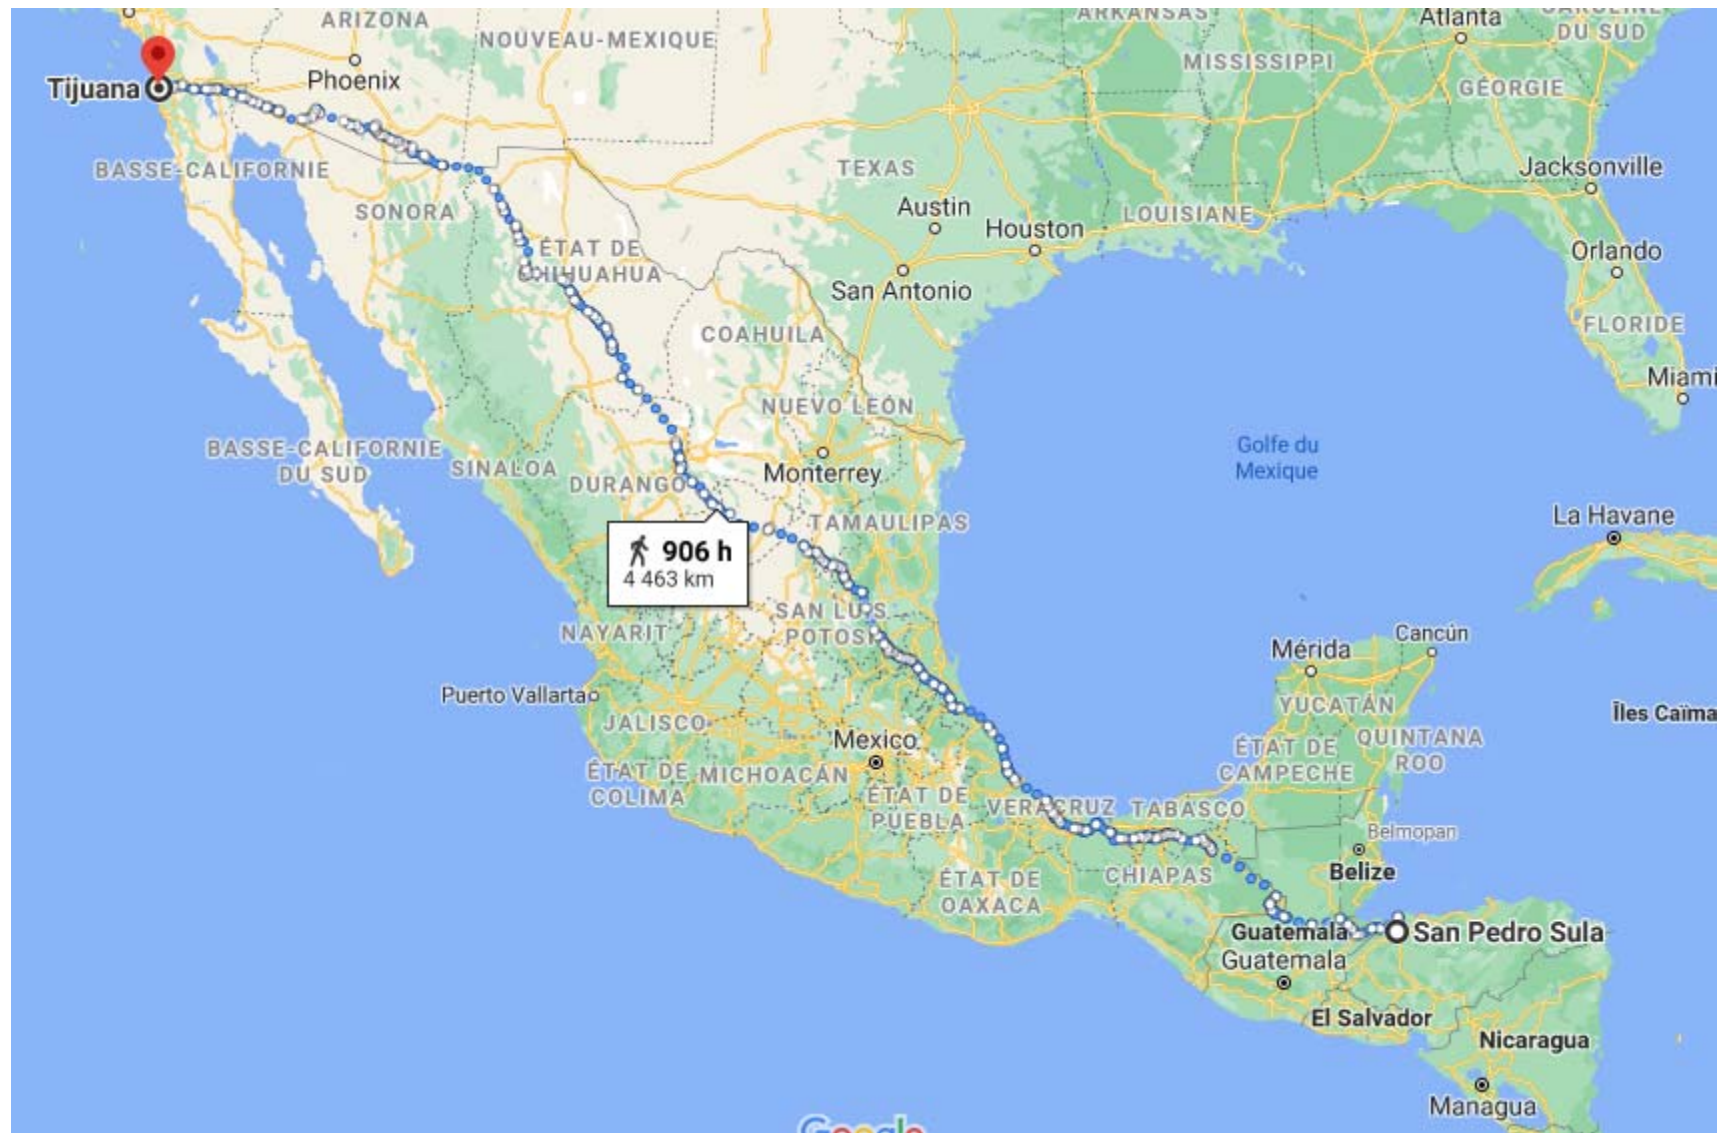 ARIZONA
NOUVEAU-MEXIQUE
ARKANSAS
Atlanta
DU SUD
MISSISSIPPI
Phoenix
GÉORGIE
Tijuana
BASSE-CALIFORNIE
TEXAS
Jacksonville
SONORA
Austin
Houston
LOUISIANE
ÉTAT DE
CHIHUAHUA
Orlando
San Antonio
COAHUILA
FLORIDE
Miami
NUEVO LEÓN
BASSE-CALIFORNIE
DU SUD
SINALOA
DURANGO
Monterrey
Golfe du
Mexique
TAMAULIPAS
La Havane
906 h
4 463 km
SAN LUIS
POTOSÍ
NAYARIT
Cancún
Mérida
Puerto Vallarta
YUCATÁN
Îles Caïma
JALISCO
Mexico
QUINTANA
ROO
ÉTAT DE
CAMPECHE
ÉTAT DE
COLIMA
MICHOACÁN
ÉTAT DE
PUEBLA
VERACRUZ
TABASCO
Belmopan
Belize
CHIAPAS
ÉTAT DE
OAXACA
Guatemala
San Pedro Sula
Guatemala
El Salvador
Nicaragua
Managua
Google